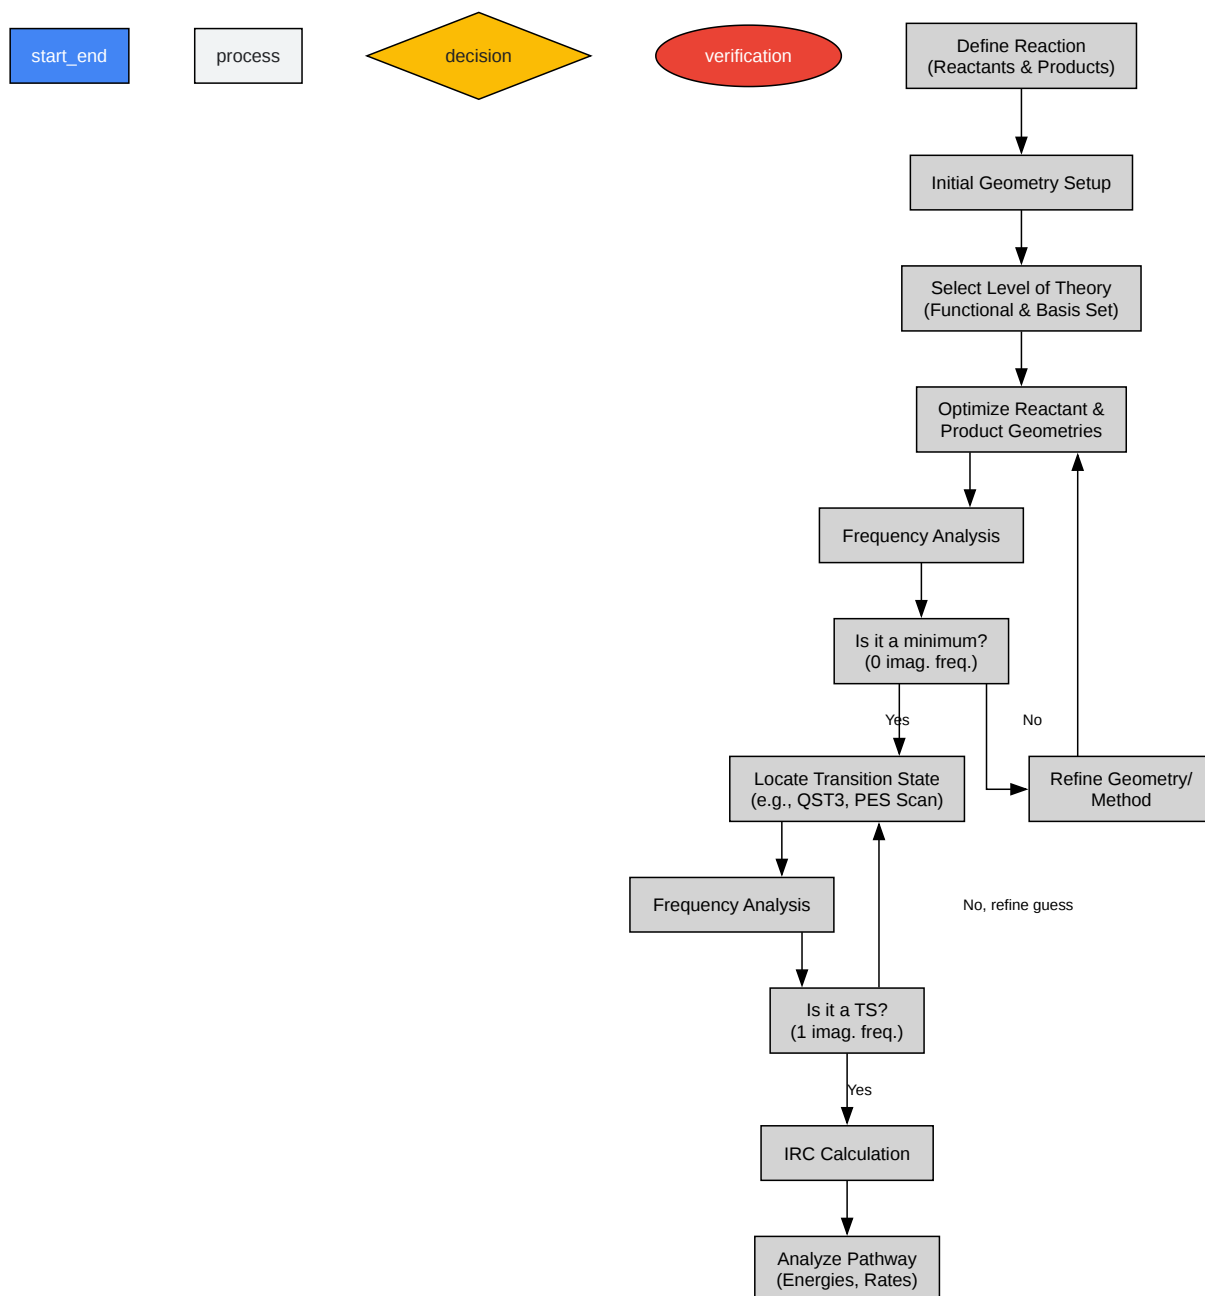 start_end
process
decision
verification
Define Reaction
(Reactants & Products)
Initial Geometry Setup
Select Level of Theory
(Functional & Basis Set)
Optimize Reactant &
Product Geometries
Frequency Analysis
Is it a minimum?
(0 imag. freq.)
Yes
No
Locate Transition State
(e.g., QST3, PES Scan)
Refine Geometry/
Method
Frequency Analysis
No, refine guess
Is it a TS?
(1 imag. freq.)
Yes
IRC Calculation
Analyze Pathway
(Energies, Rates)